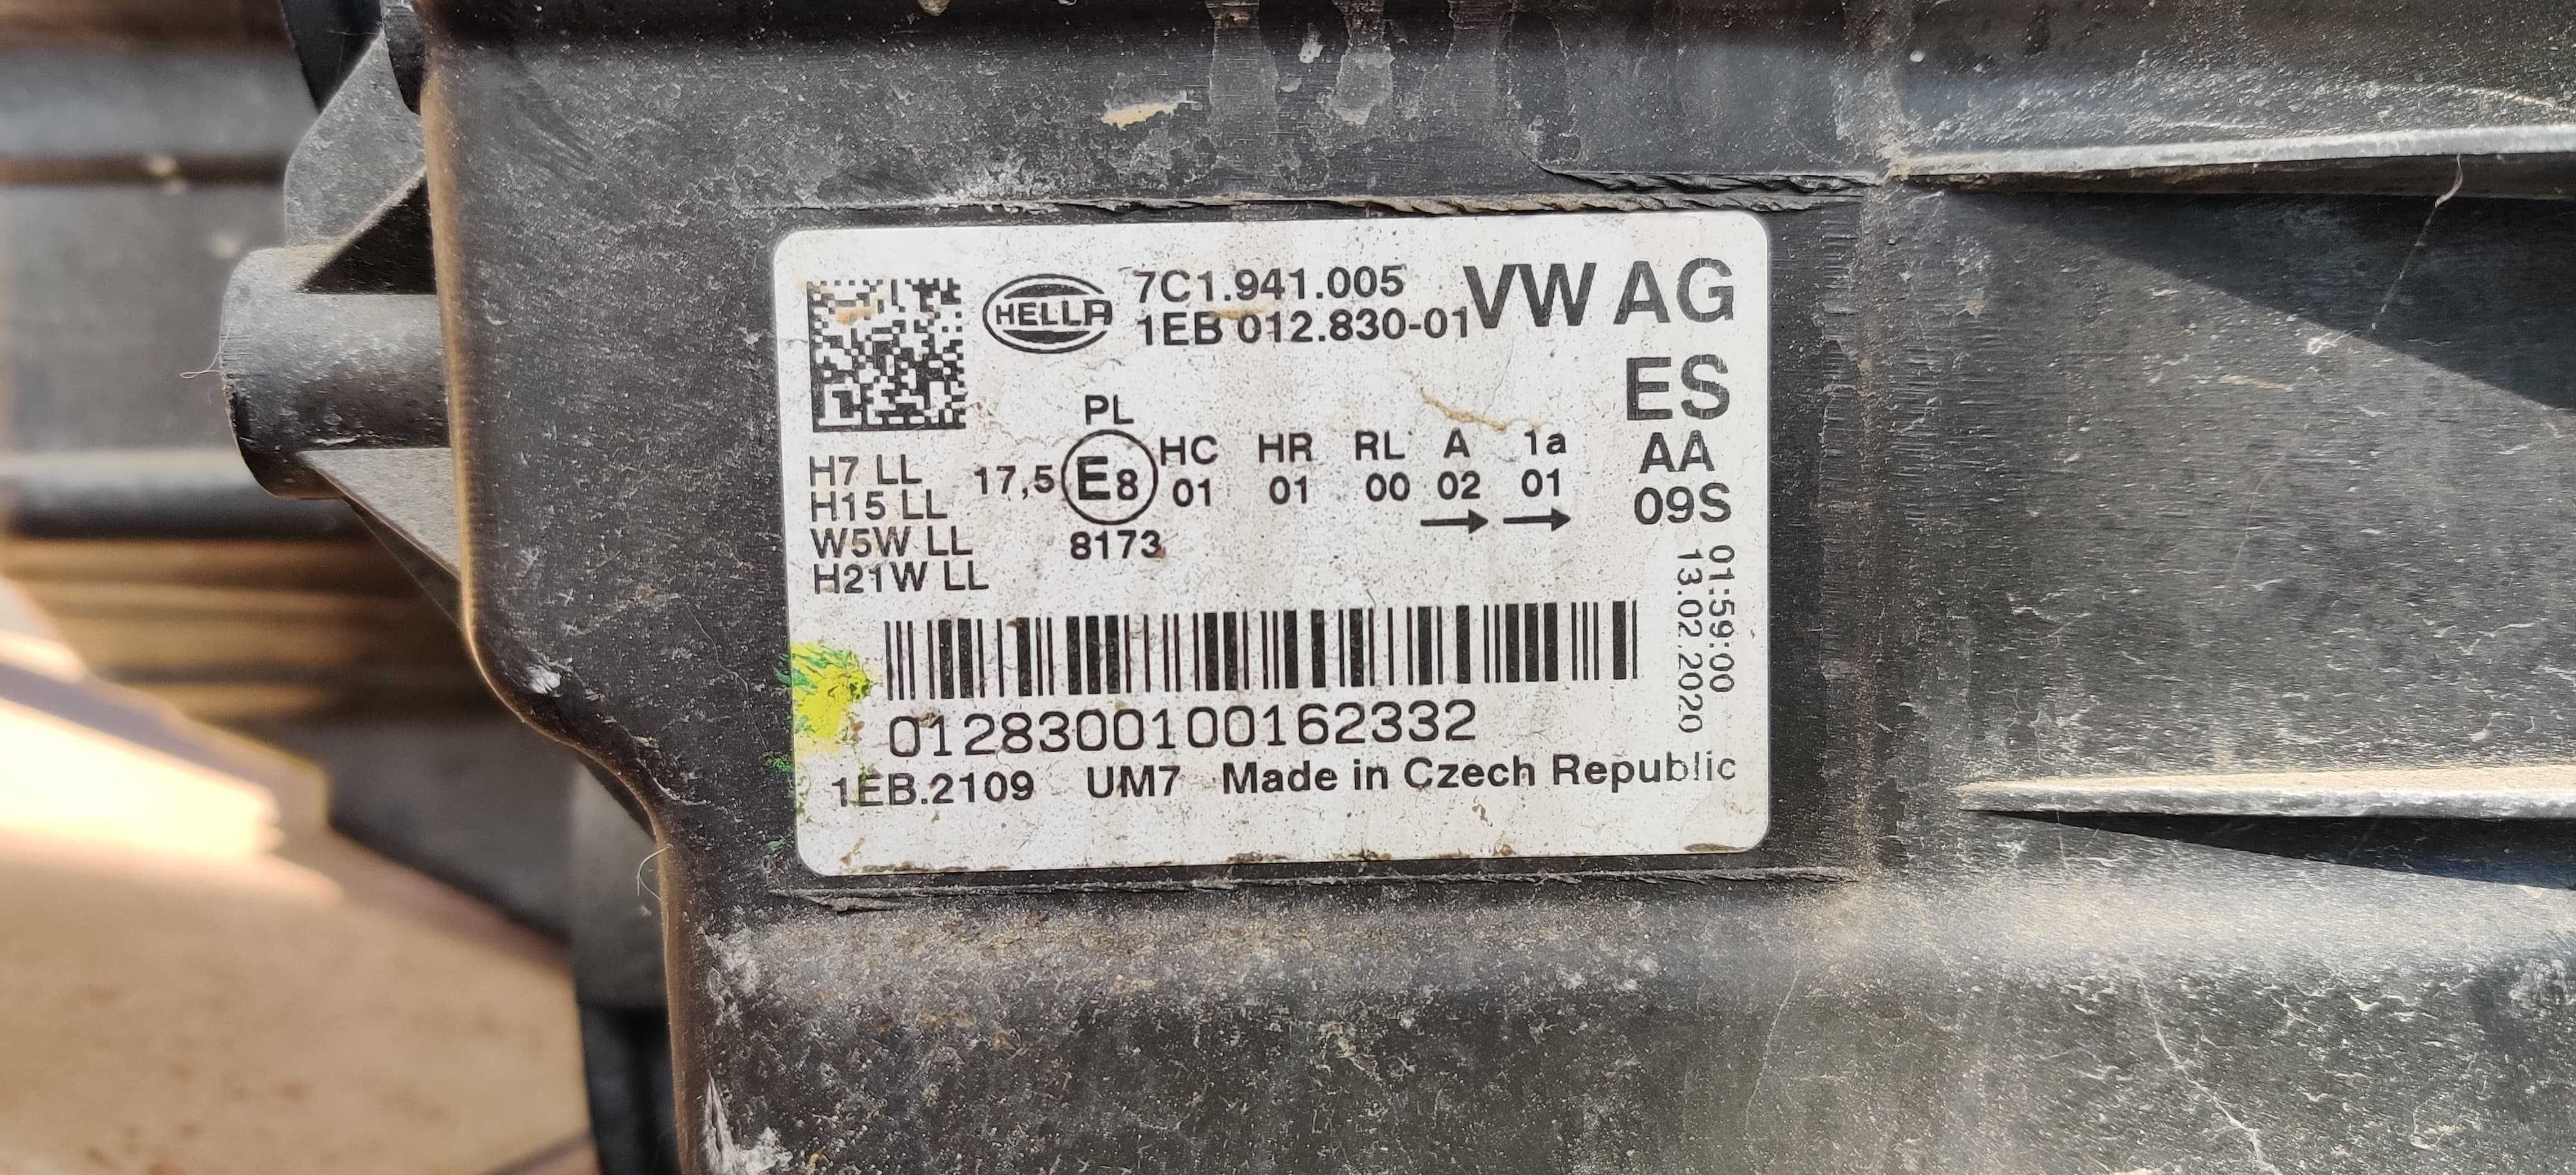 HELLA
7C1.941.005
1EB 012.830-01
VW AG
ES
PL
H7 LL
H15 LL
W5W LL
H21W LL
17,5 E8 HC HR RL A 1a
01 01 00 02 01
→ →
8173
AA
09S
01:59:00
13.02.2020
012830010016 2332
1EB.2109 UM7 Made in Czech Republic